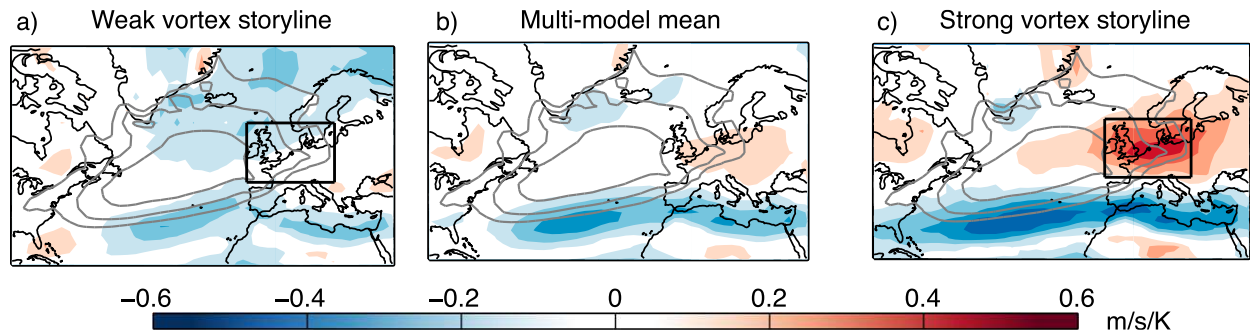 a) Weak vortex storyline
b) Multi-model mean
c) Strong vortex storyline
−0.6 −0.4 −0.2 0 0.2 0.4 0.6 m/s/K